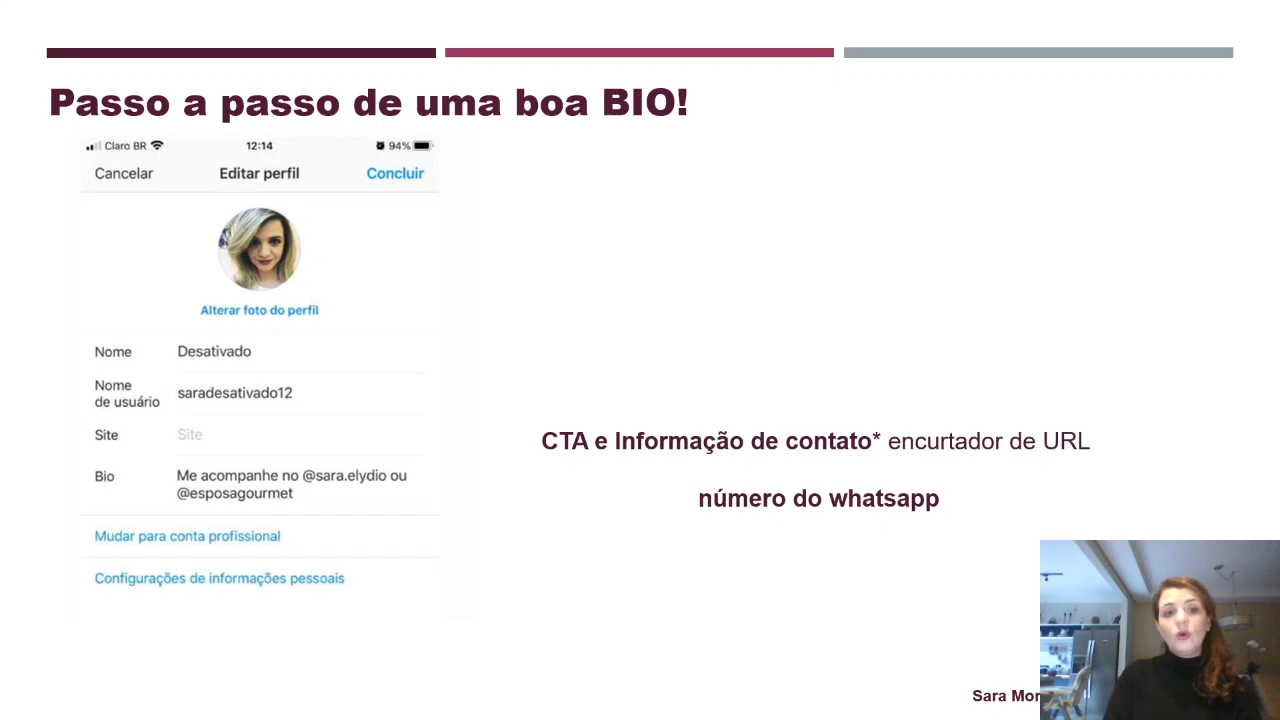 Passo a passo de uma boa BIO!
Claro BR 12:14 94%
Cancelar Editar perfil Concluir
Alterar foto do perfil
Nome Desativado
Nome
de usuário saradesativado12
Site Site
Bio Me acompanhe no @sara.elydio ou
@esposagourmet
Mudar para conta profissional
Configurações de informações pessoais
CTA e Informação de contato* encurtador de URL
número do whatsapp
Sara